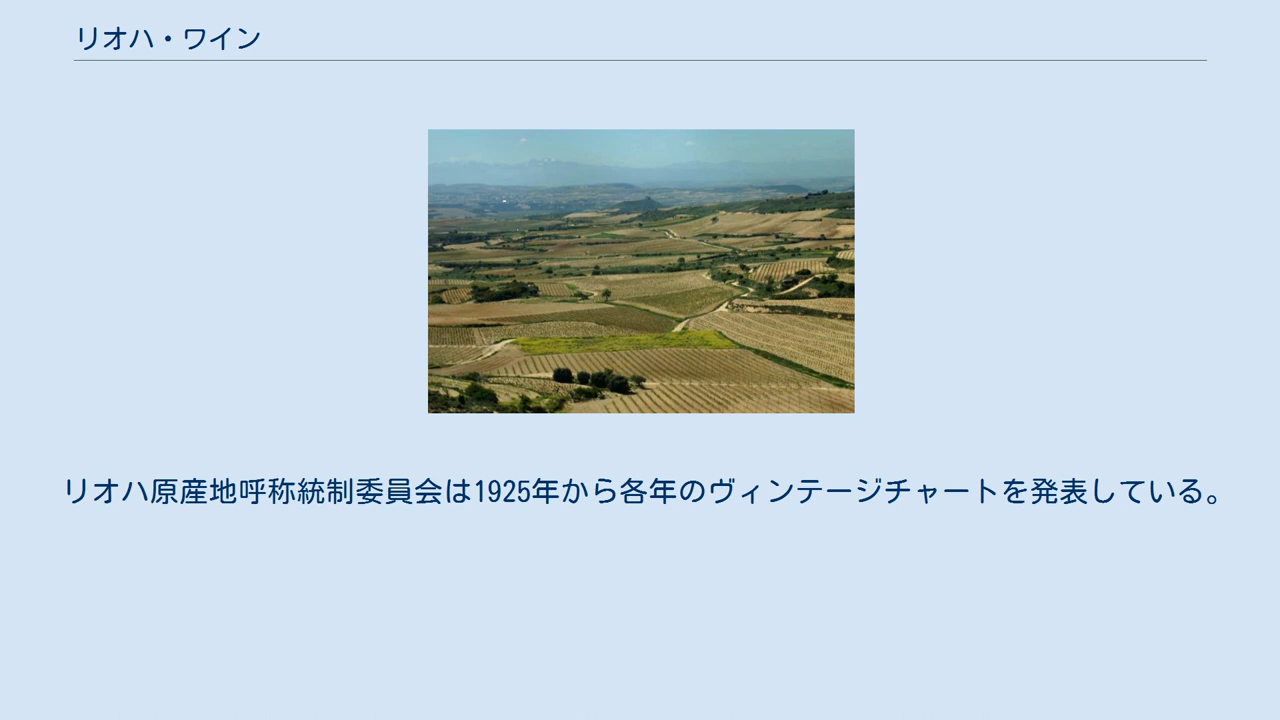 リオハ・ワイン
リオハ原産地呼称統制委員会は1925年から各年のヴィンテージチャートを発表している。